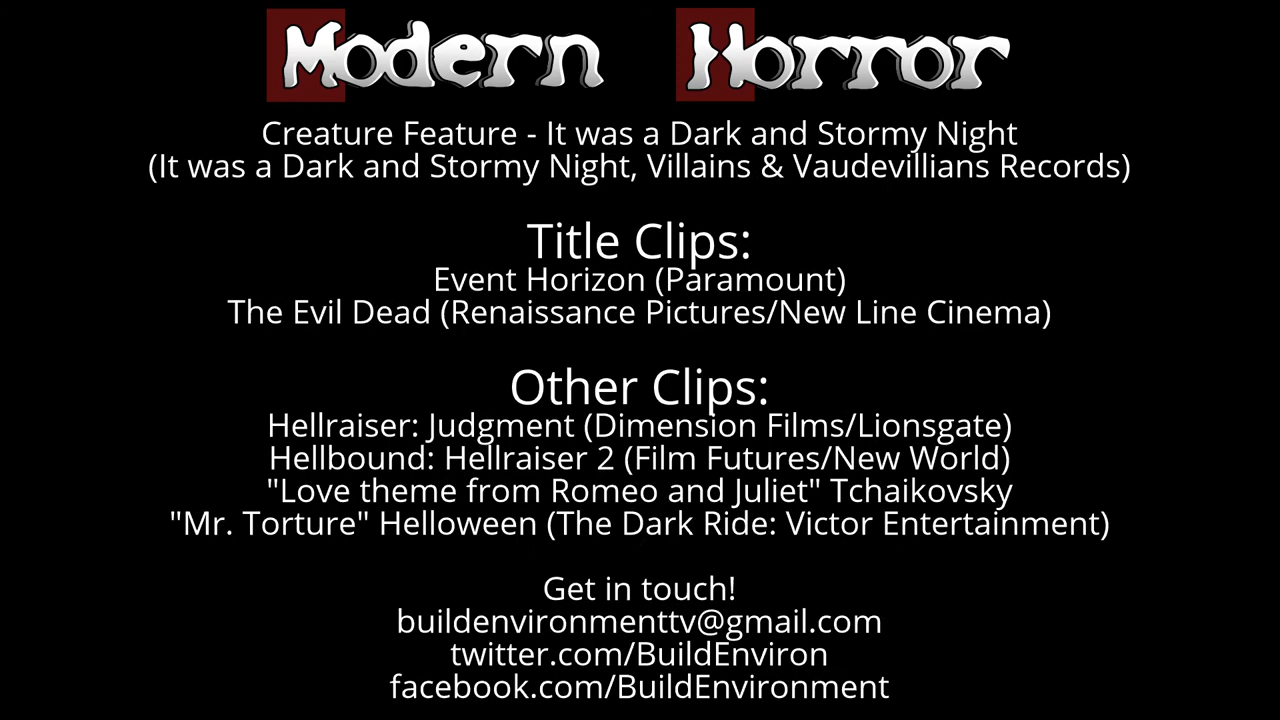 Modern Horror
Creature Feature - It was a Dark and Stormy Night
(It was a Dark and Stormy Night, Villains & Vaudevillians Records)
Title Clips:
Event Horizon (Paramount)
The Evil Dead (Renaissance Pictures/New Line Cinema)
Other Clips:
Hellraiser: Judgment (Dimension Films/Lionsgate)
Hellbound: Hellraiser 2 (Film Futures/New World)
"Love theme from Romeo and Juliet" Tchaikovsky
"Mr. Torture" Helloween (The Dark Ride: Victor Entertainment)
Get in touch!
buildenvironmenttv@gmail.com
twitter.com/BuildEnviron
facebook.com/BuildEnvironment